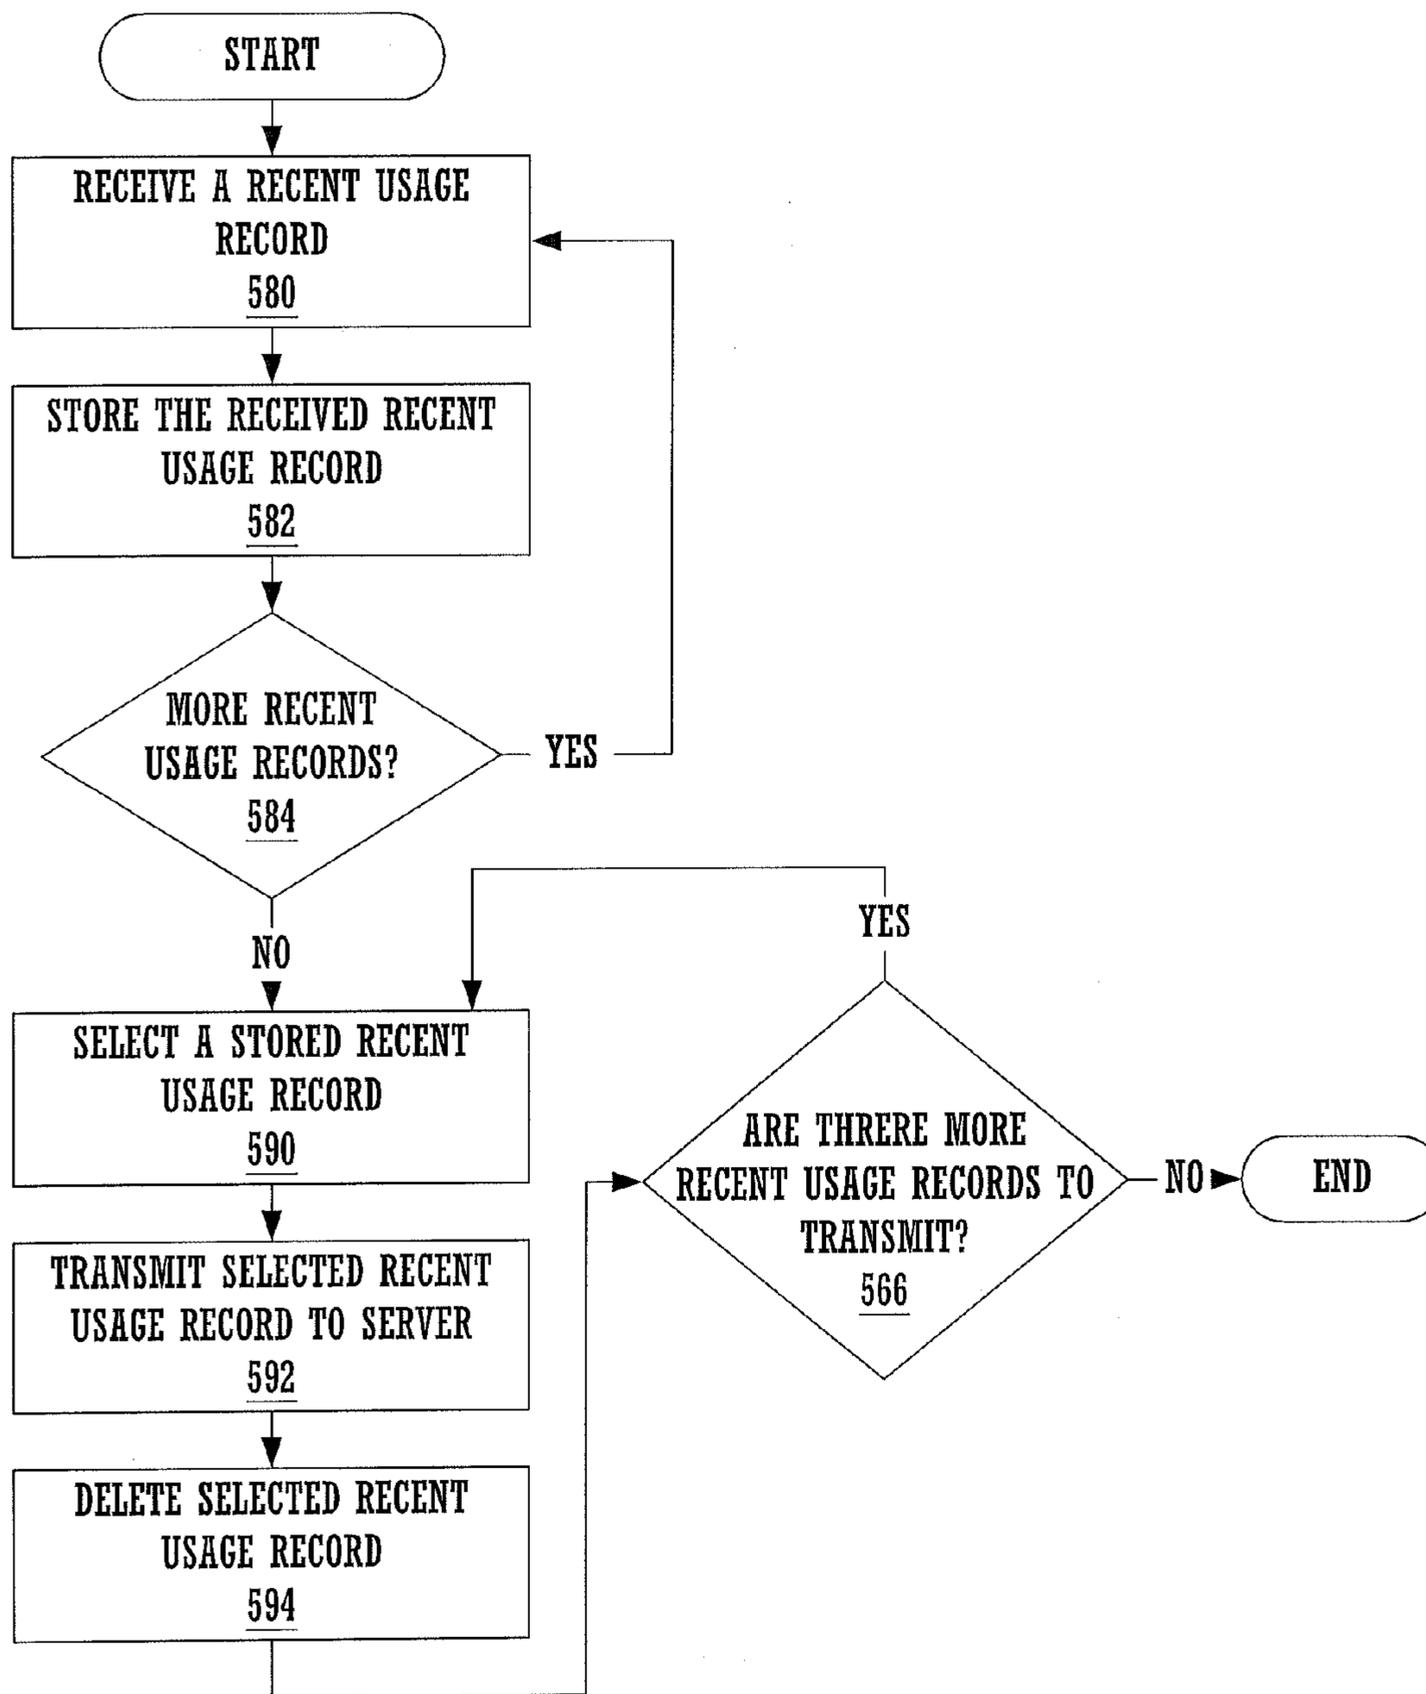 START
RECEIVE A RECENT USAGE
RECORD
580
STORE THE RECEIVED RECENT
USAGE RECORD
582
MORE RECENT
USAGE RECORDS?
584
YES
NO
SELECT A STORED RECENT
USAGE RECORD
590
TRANSMIT SELECTED RECENT
USAGE RECORD TO SERVER
592
DELETE SELECTED RECENT
USAGE RECORD
594
YES
ARE THRERE MORE
RECENT USAGE RECORDS TO
TRANSMIT?
566
NO
END